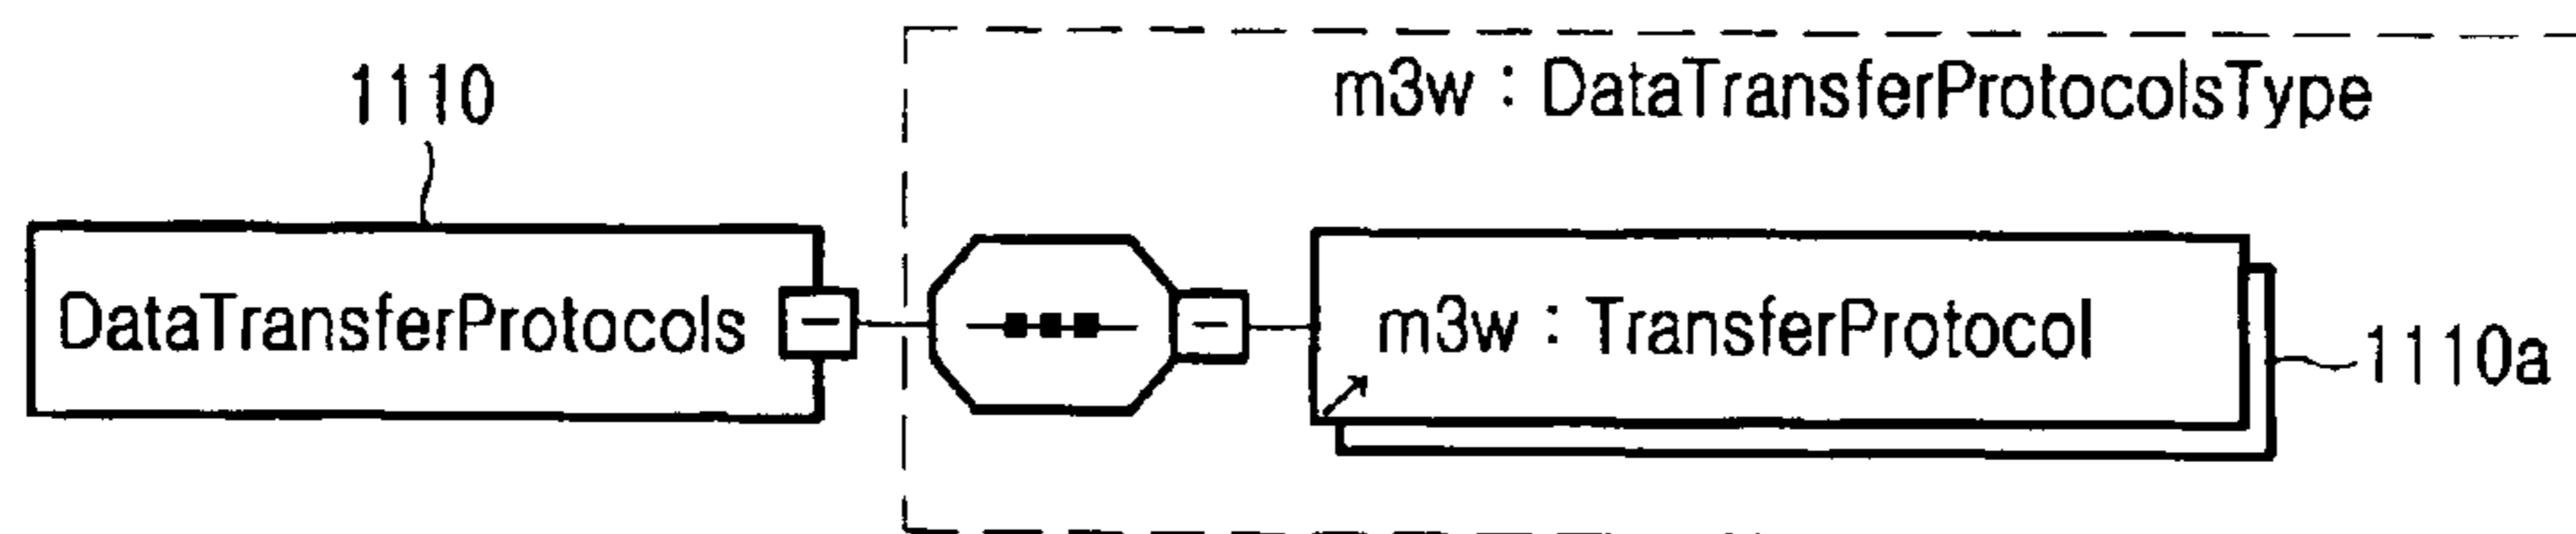 1110
m3w : DataTransferProtocolsType
DataTransferProtocols
m3w : TransferProtocol
1110a